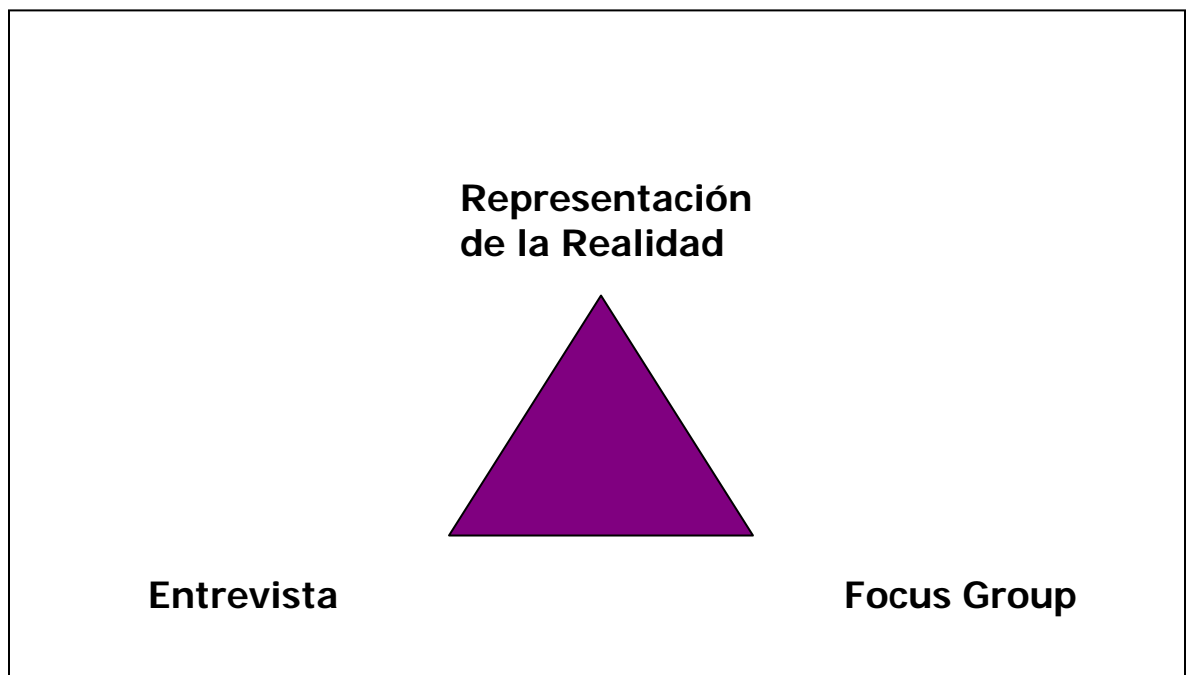 Representación
de la Realidad
Entrevista
Focus Group